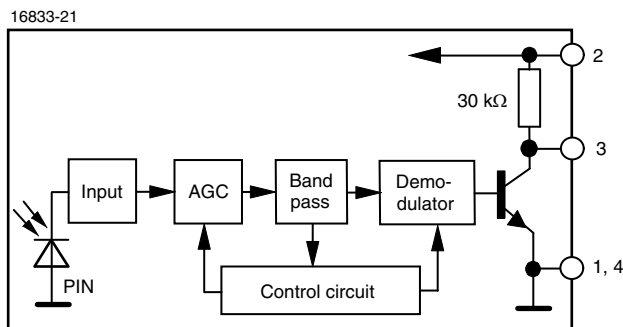 16833-21
2
30 kΩ
3
Input
AGC
Band
pass
Demo-
dulator
PIN
Control circuit
1, 4